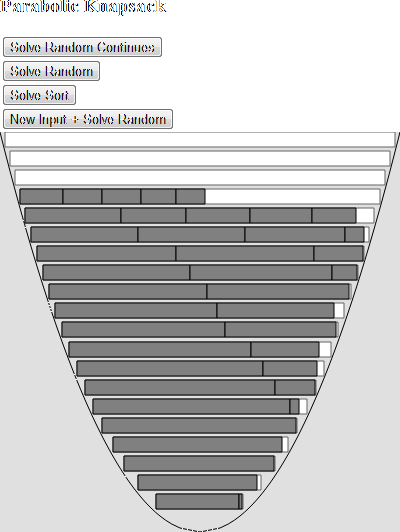 Parabolic Knapsack
Solve Random Continues
Solve Random
Solve Sort
New Input + Solve Random